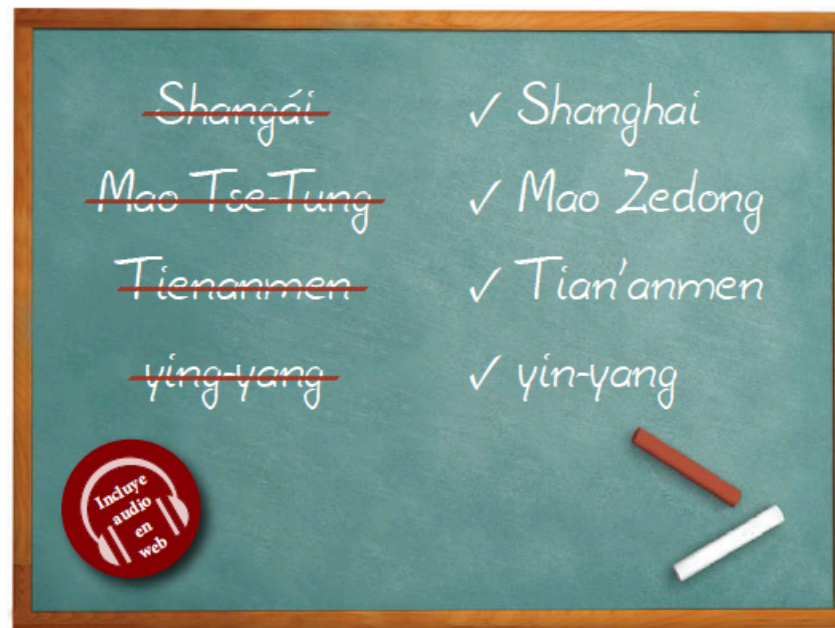 Shangái ✓ Shanghai
Mao Tse-Tung ✓ Mao Zedong
Tienanmen ✓ Tian'anmen
ying-yang ✓ yin-yang
Incluye
audio
en
web